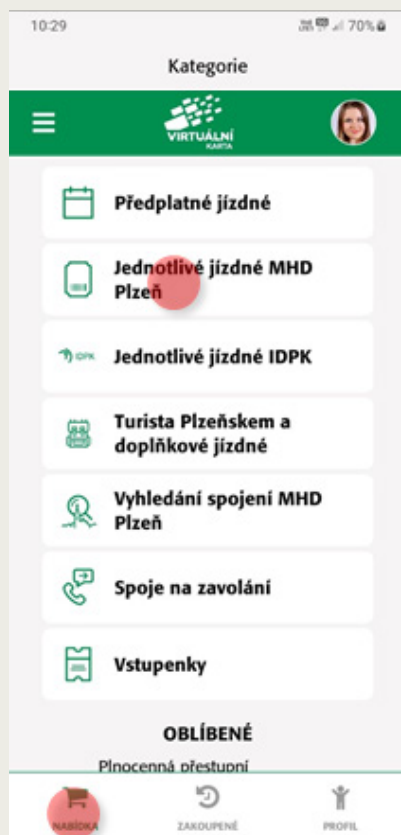 10:29
70%
Kategorie
VIRTUÁLNÍ
KARTA
Předplatné jízdné
Jednotlivé jízdné MHD
Plzeň
IDPK
Jednotlivé jízdné IDPK
Turista Plzeňskem a
doplňkové jízdné
Vyhledání spojení MHD
Plzeň
Spoje na zavolání
Vstupenky
OBLÍBENÉ
Plnocenná přestupní
NABÍDKA
ZAKOUPENÉ
PROFIL